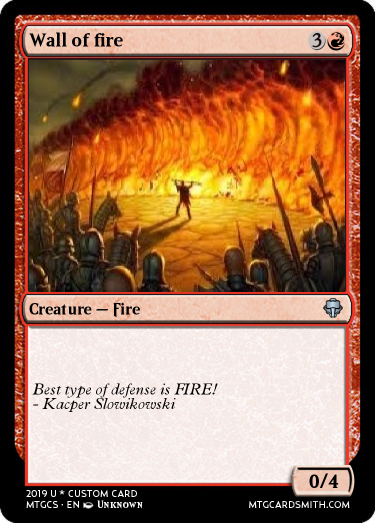 Wall of fire 3
Creature — Fire
Best type of defense is FIRE!
- Kacper Slowikowski
0/4
2019 U * CUSTOM CARD
MTGCS · EN Unknown
MTGCARDSMITH.COM